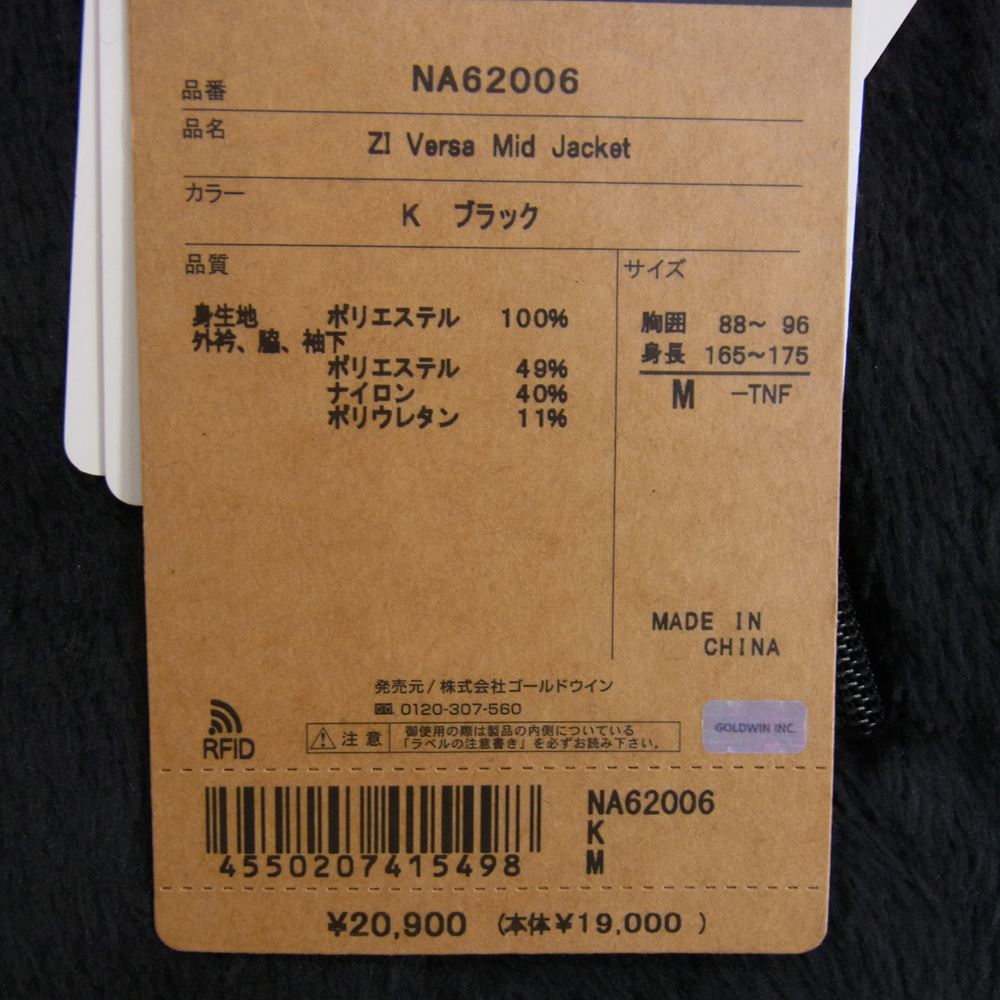 品番 NA62006
品名 ZI Versa Mid Jacket
カラー K ブラック
品質
身生地 ポリエステル 100%
外衿、脇、袖下
ポリエステル 49%
ナイロン 40%
ポリウレタン 11%
サイズ
胸囲 88～ 96
身長 165～175
M －TNF
MADE IN
CHINA
発売元/株式会社ゴールドウイン
0120-307-560
RFID
注意
御使用の際は製品の内側についている
「ラベルの注意書き」を必ずお読み下さい。
GOLDWIN INC.
4550207415498
NA62006
K
M
¥20,900 (本体¥19,000 )